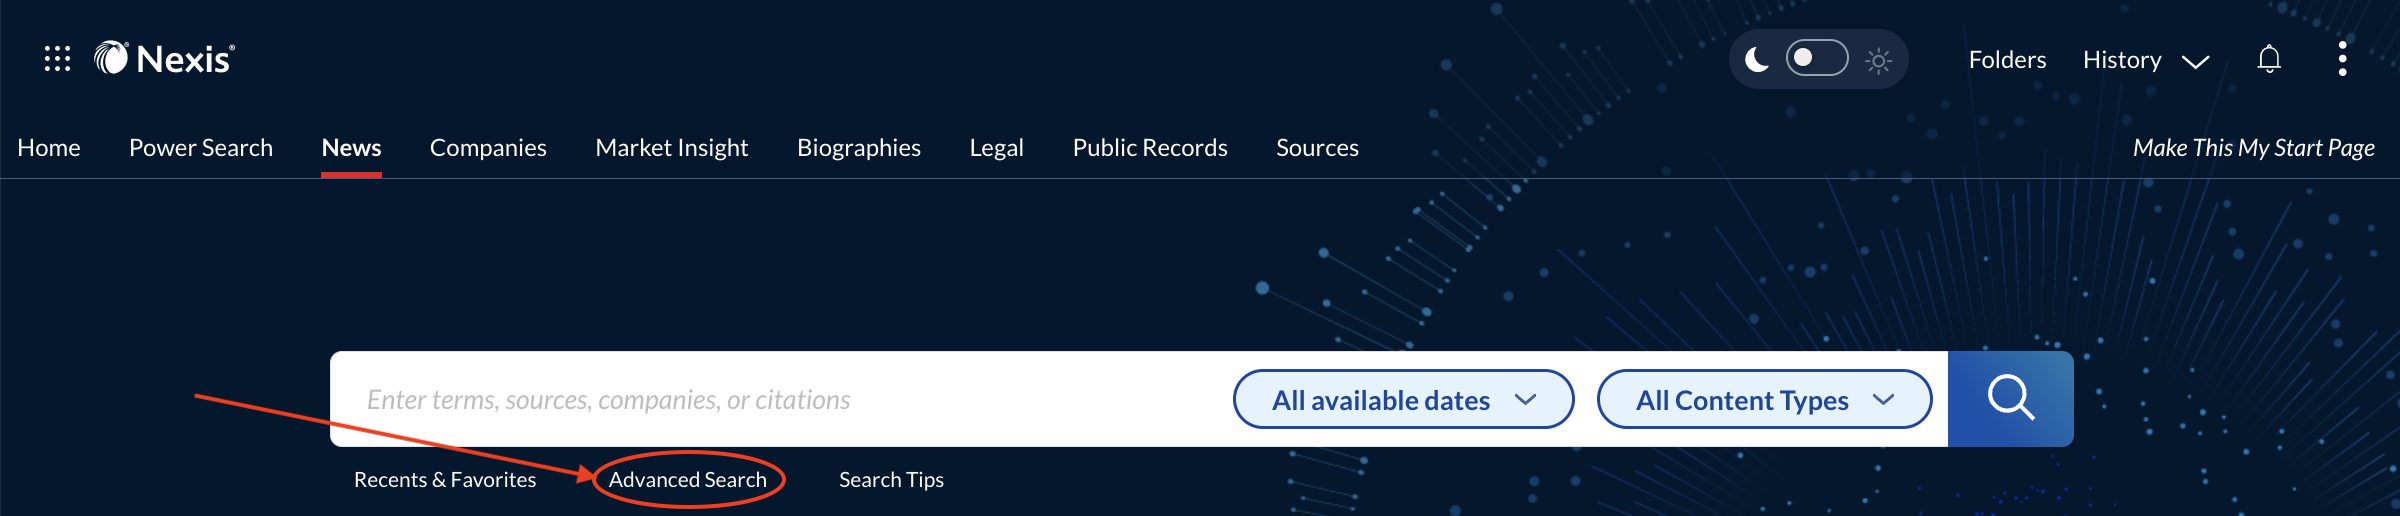 Nexis®
Folders
History
Home
Power Search
News
Companies
Market Insight
Biographies
Legal
Public Records
Sources
Make This My Start Page
Enter terms, sources, companies, or citations
All available dates
All Content Types
Recents & Favorites
Advanced Search
Search Tips